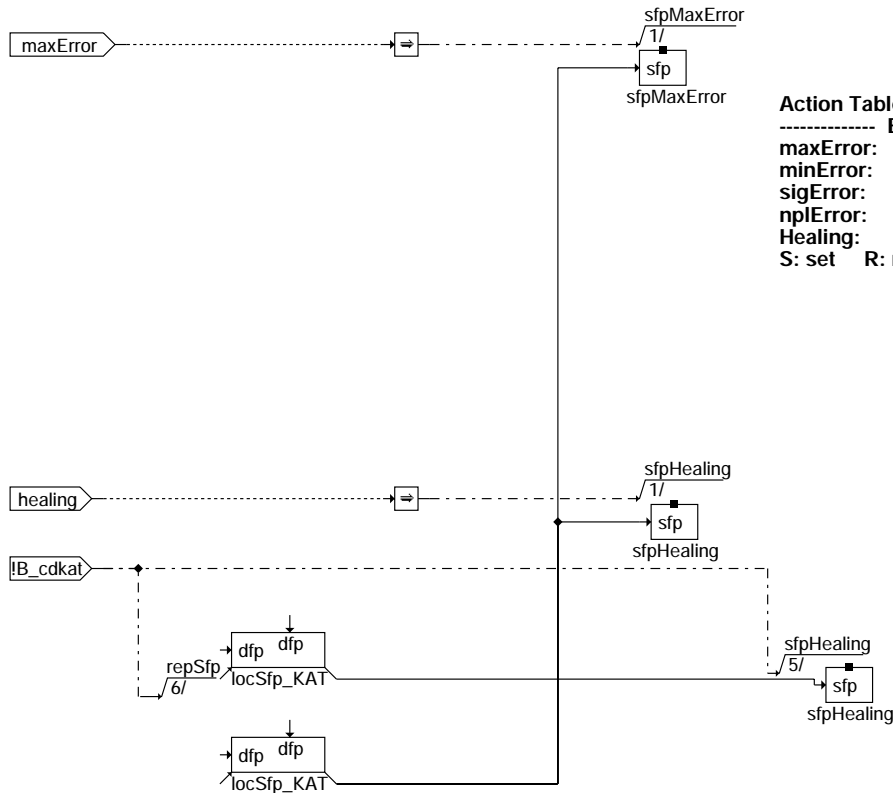 sfpMaxError
maxError
1/
sfp
sfpMaxError
Action
--------------
maxError:
minError:
sigError:
nplError:
Healing:
S: set R:
sfpHealing
healing
1/
sfp
sfpHealing
!B_cdkat
dfp dfp
repSfp
6/
locSfp_KAT
sfpHealing
5/
sfp
sfpHealing
dfp dfp
locSfp_KAT